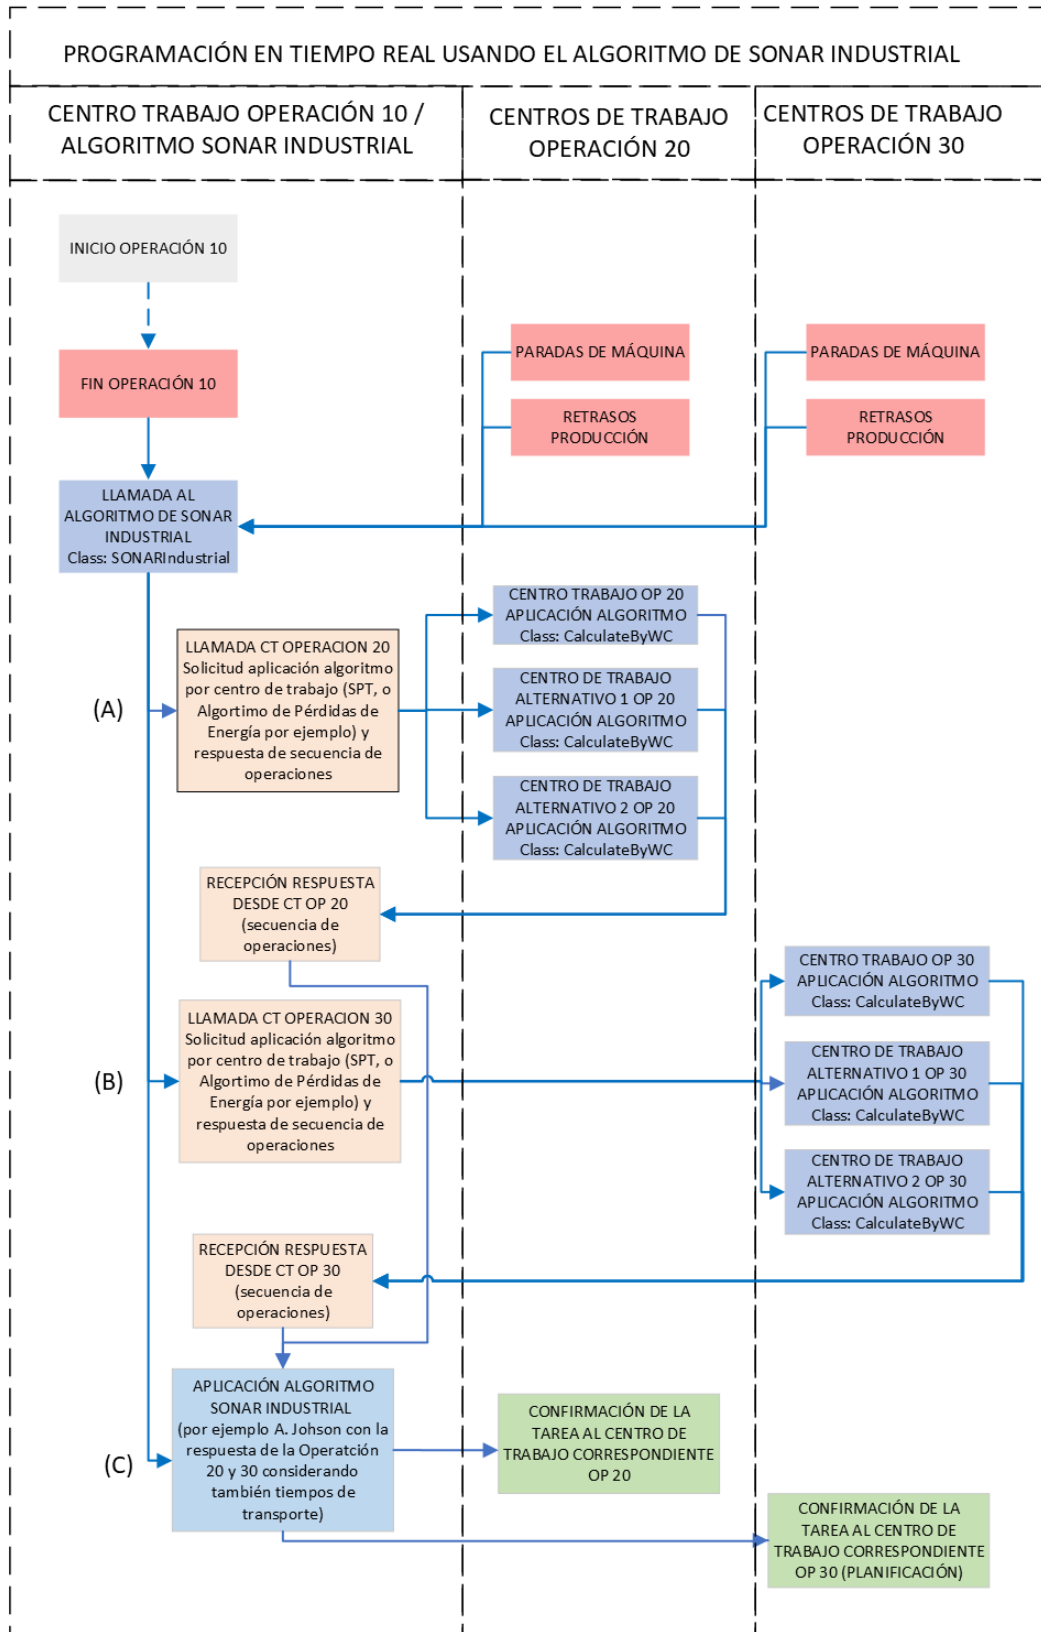 PROGRAMACIÓN EN TIEMPO REAL USANDO EL ALGORITMO DE SONAR INDUSTRIAL
CENTRO TRABAJO OPERACIÓN 10 /
ALGORITMO SONAR INDUSTRIAL
CENTROS DE TRABAJO
OPERACIÓN 20
CENTROS DE TRABAJO
OPERACIÓN 30
INICIO OPERACIÓN 10
FIN OPERACIÓN 10
PARADAS DE MÁQUINA
RETRASOS
PRODUCCIÓN
PARADAS DE MÁQUINA
RETRASOS
PRODUCCIÓN
LLAMADA AL
ALGORITMO DE SONAR
INDUSTRIAL
Class: SONARIndustrial
(A)
LLAMADA CT OPERACION 20
Solicitud aplicación algoritmo
por centro de trabajo (SPT, o
Algortimo de Pérdidas de
Energía por ejemplo) y
respuesta de secuencia de
operaciones
CENTRO TRABAJO OP 20
APLICACIÓN ALGORITMO
Class: CalculateByWC
CENTRO DE TRABAJO
ALTERNATIVO 1 OP 20
APLICACIÓN ALGORITMO
Class: CalculateByWC
CENTRO DE TRABAJO
ALTERNATIVO 2 OP 20
APLICACIÓN ALGORITMO
Class: CalculateByWC
RECEPCIÓN RESPUESTA
DESDE CT OP 20
(secuencia de
operaciones)
(B)
LLAMADA CT OPERACION 30
Solicitud aplicación algoritmo
por centro de trabajo (SPT, o
Algortimo de Pérdidas de
Energía por ejemplo) y
respuesta de secuencia de
operaciones
CENTRO TRABAJO OP 30
APLICACIÓN ALGORITMO
Class: CalculateByWC
CENTRO DE TRABAJO
ALTERNATIVO 1 OP 30
APLICACIÓN ALGORITMO
Class: CalculateByWC
CENTRO DE TRABAJO
ALTERNATIVO 2 OP 30
APLICACIÓN ALGORITMO
Class: CalculateByWC
RECEPCIÓN RESPUESTA
DESDE CT OP 30
(secuencia de
operaciones)
(C)
APLICACIÓN ALGORITMO
SONAR INDUSTRIAL
(por ejemplo A. Johson con la
respuesta de la Operatción
20 y 30 considerando
también tiempos de
transporte)
CONFIRMACIÓN DE LA
TAREA AL CENTRO DE
TRABAJO CORRESPONDIENTE
OP 20
CONFIRMACIÓN DE LA
TAREA AL CENTRO DE
TRABAJO CORRESPONDIENTE
OP 30 (PLANIFICACIÓN)